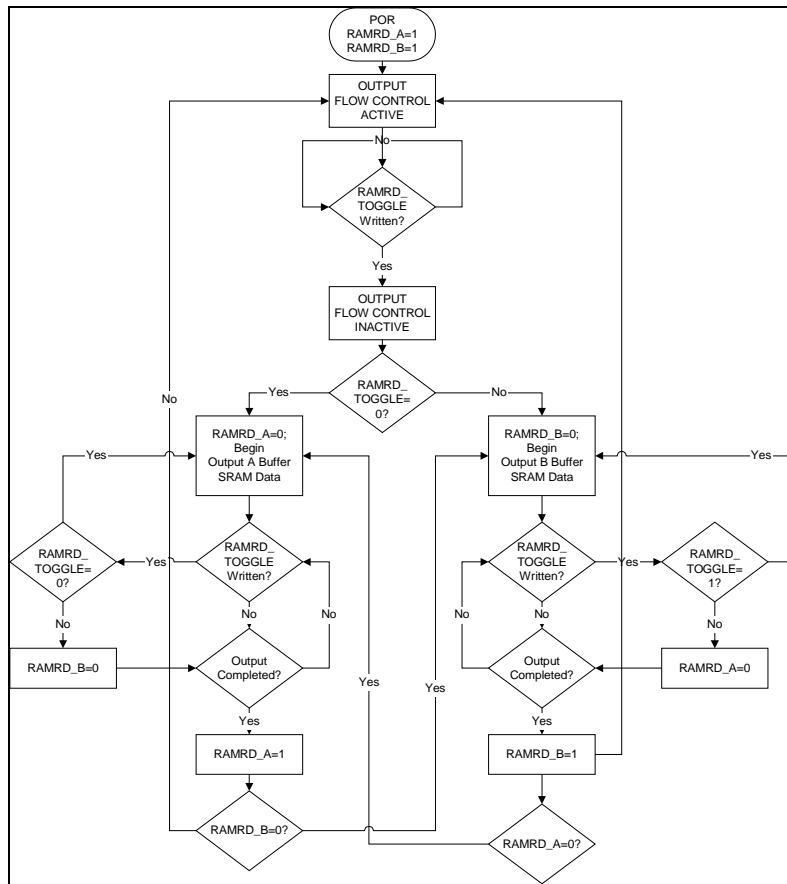 POR
RAMRD_A=1
RAMRD_B=1
OUTPUT
FLOW CONTROL
ACTIVE
No
RAMRD_
TOGGLE
Written?
Yes
OUTPUT
FLOW CONTROL
INACTIVE
RAMRD_
TOGGLE=
0?
Yes
No
No
RAMRD_A=0;
Begin
Output A Buffer
SRAM Data
RAMRD_B=0;
Begin
Output B Buffer
SRAM Data
Yes
Yes
RAMRD_
TOGGLE=
0?
Yes
RAMRD_
TOGGLE
Written?
RAMRD_
TOGGLE
Written?
Yes
RAMRD_
TOGGLE=
1?
No
No
No
No
No
No
RAMRD_B=0
Output
Completed?
Yes
Yes
Output
Completed?
RAMRD_A=0
Yes
Yes
RAMRD_A=1
RAMRD_B=1
RAMRD_B=0?
RAMRD_A=0?